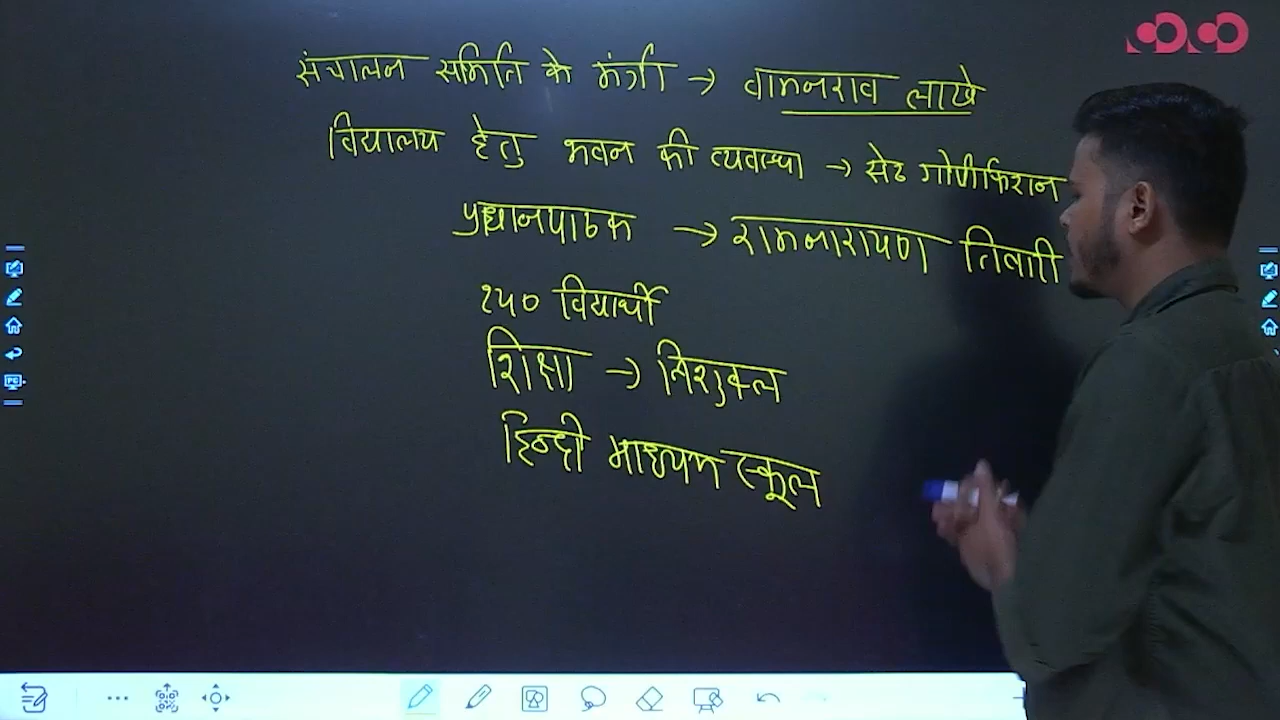 संचालन समिति के मंत्री → वामनराव लाखे
विद्यालय हेतु भवन की व्यवस्था → सेठ गोपीकिशन
प्रधानपाठक → रामनारायण तिवारी
२५० विद्यार्थी
शिक्षा → निशुल्क
हिन्दी माध्यम स्कूल